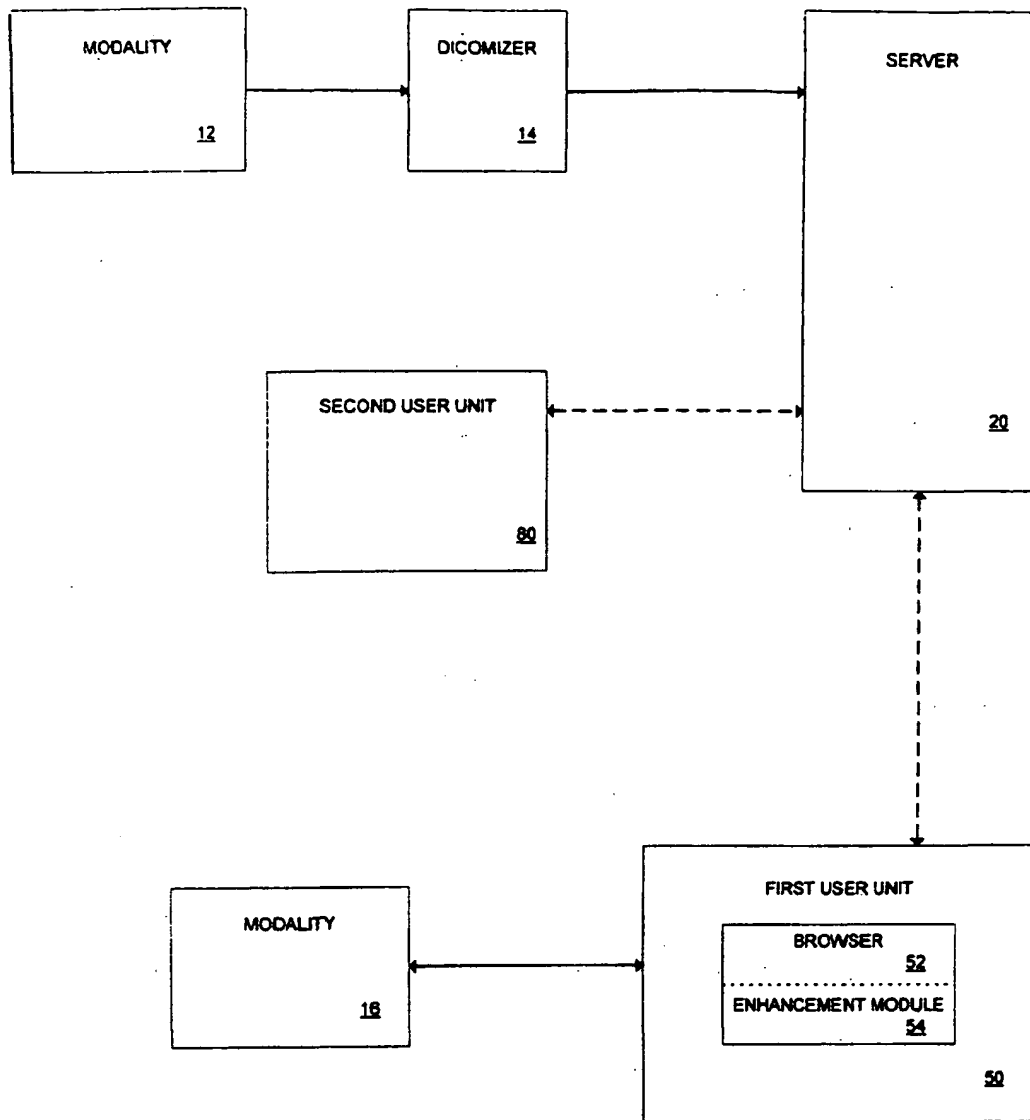 MODALITY
12
DICOMIZER
14
SERVER
20
SECOND USER UNIT
80
FIRST USER UNIT
BROWSER
52
ENHANCEMENT MODULE
54
50
MODALITY
16